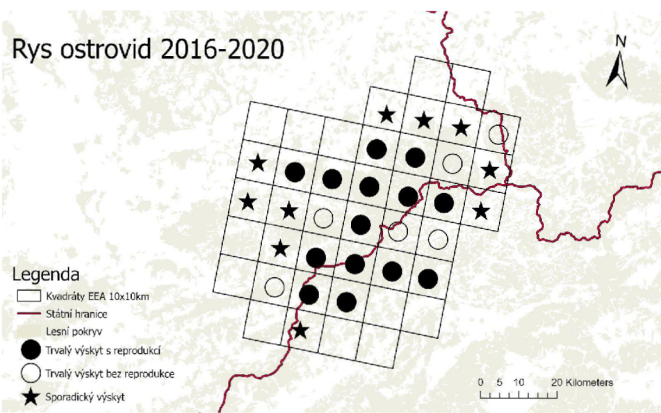 Rys ostrovid 2016-2020
N
Legenda
Kvadráty EEA 10x10km
Státní hranice
Lesní pokryv
Trvalý výskyt s reprodukcí
Trvalý výskyt bez reprodukce
Sporadický výskyt
0 5 10 20 Kilometers